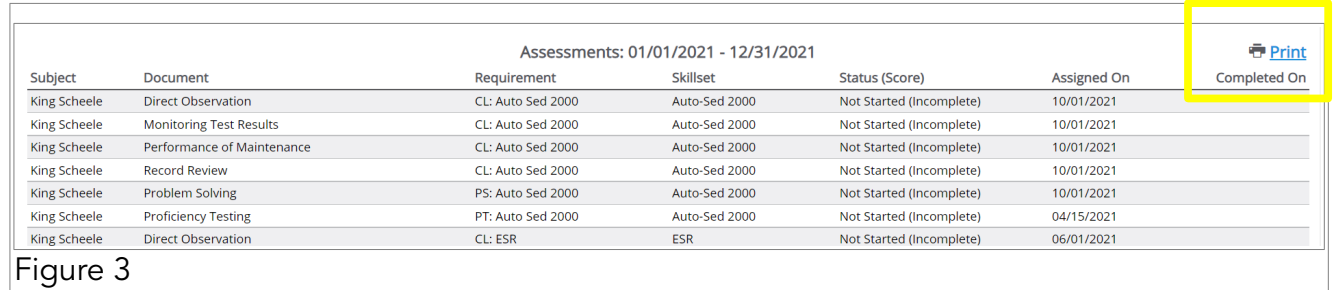 Assessments: 01/01/2021 - 12/31/2021 Print
Subject Document Requirement Skillset Status (Score) Assigned On Completed On
King Scheele Direct Observation CL: Auto Sed 2000 Auto-Sed 2000 Not Started (Incomplete) 10/01/2021
King Scheele Monitoring Test Results CL: Auto Sed 2000 Auto-Sed 2000 Not Started (Incomplete) 10/01/2021
King Scheele Performance of Maintenance CL: Auto Sed 2000 Auto-Sed 2000 Not Started (Incomplete) 10/01/2021
King Scheele Record Review CL: Auto Sed 2000 Auto-Sed 2000 Not Started (Incomplete) 10/01/2021
King Scheele Problem Solving PS: Auto Sed 2000 Auto-Sed 2000 Not Started (Incomplete) 10/01/2021
King Scheele Proficiency Testing PT: Auto Sed 2000 Auto-Sed 2000 Not Started (Incomplete) 04/15/2021
King Scheele Direct Observation CL: ESR ESR Not Started (Incomplete) 06/01/2021
Figure 3